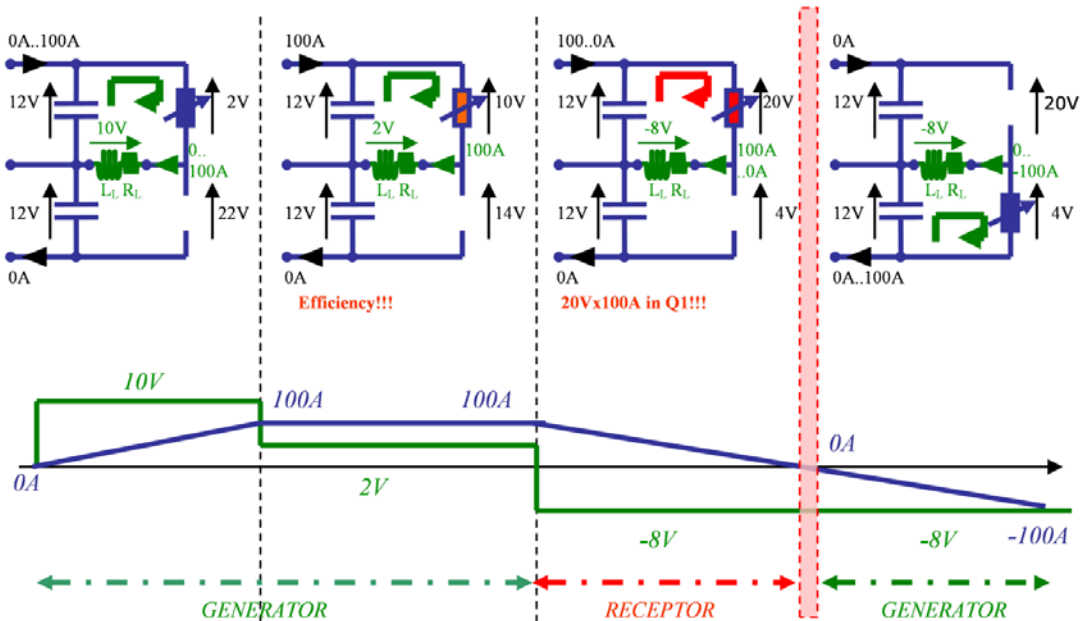 0A..100A
12V
2V
10V
0..
100A
L_L R_L
12V
22V
0A
100A
12V
10V
2V
100A
L_L R_L
12V
14V
0A
Efficiency!!!
100..0A
12V
20V
-8V
100A
..0A
L_L R_L
12V
4V
0A
20Vx100A in Q1!!!
0A
12V
20V
-8V
0..
-100A
L_L R_L
12V
4V
0A..100A
10V
100A
100A
0A
0A
2V
-8V
-8V
-100A
GENERATOR
RECEPTOR
GENERATOR